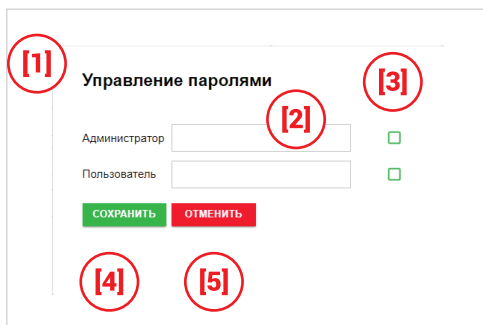 [1]
[3]
Управление паролями
[2]
Администратор
Пользователь
СОХРАНИТЬ ОТМЕНИТЬ
[4] [5]